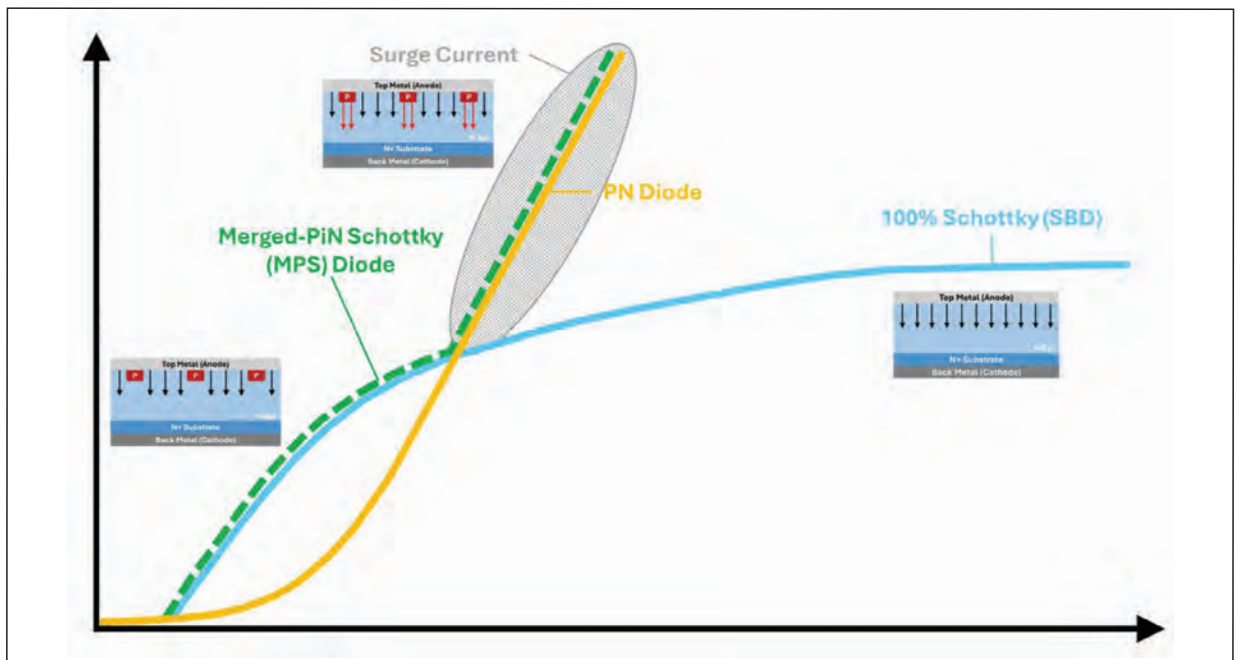 Surge Current
Top Metal (Anode)
P P P
N+ Substrate
Back Metal (Cathode)
PN Diode
100% Schottky (SBD)
Merged-PiN Schottky
(MPS) Diode
Top Metal (Anode)
N+ Substrate
Back Metal (Cathode)
Top Metal (Anode)
P P P
N+ Substrate
Back Metal (Cathode)